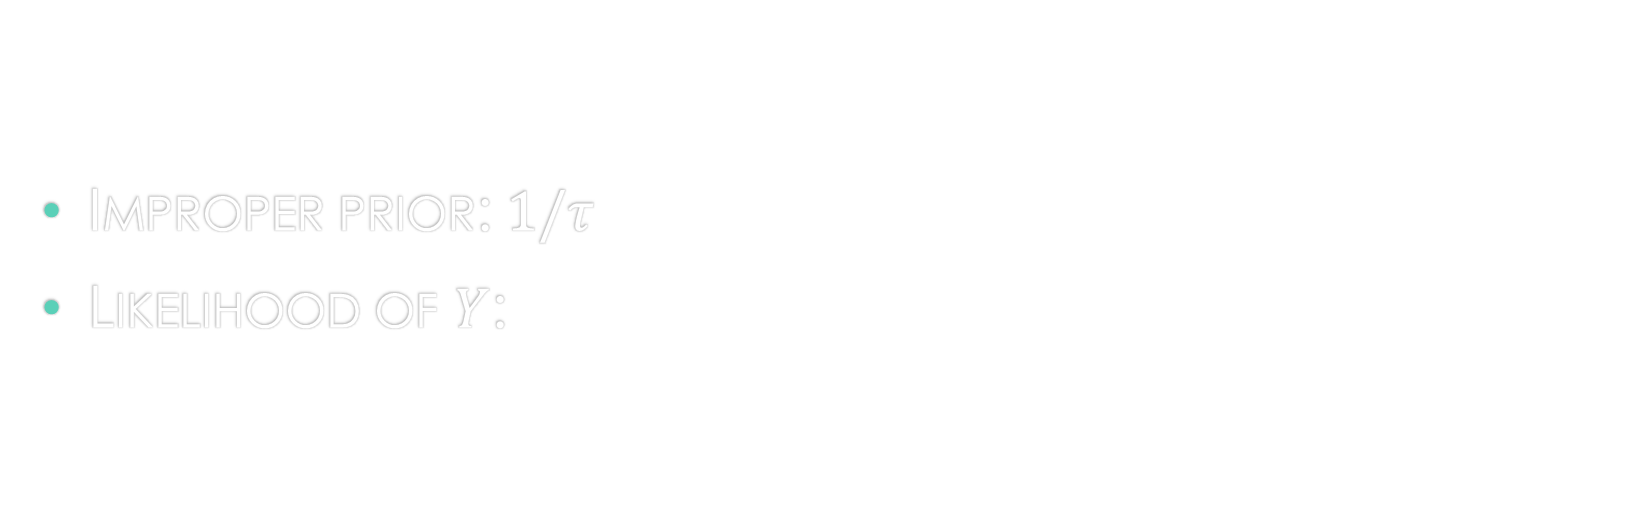 • Improper prior: 1/τ
• Likelihood of Y: